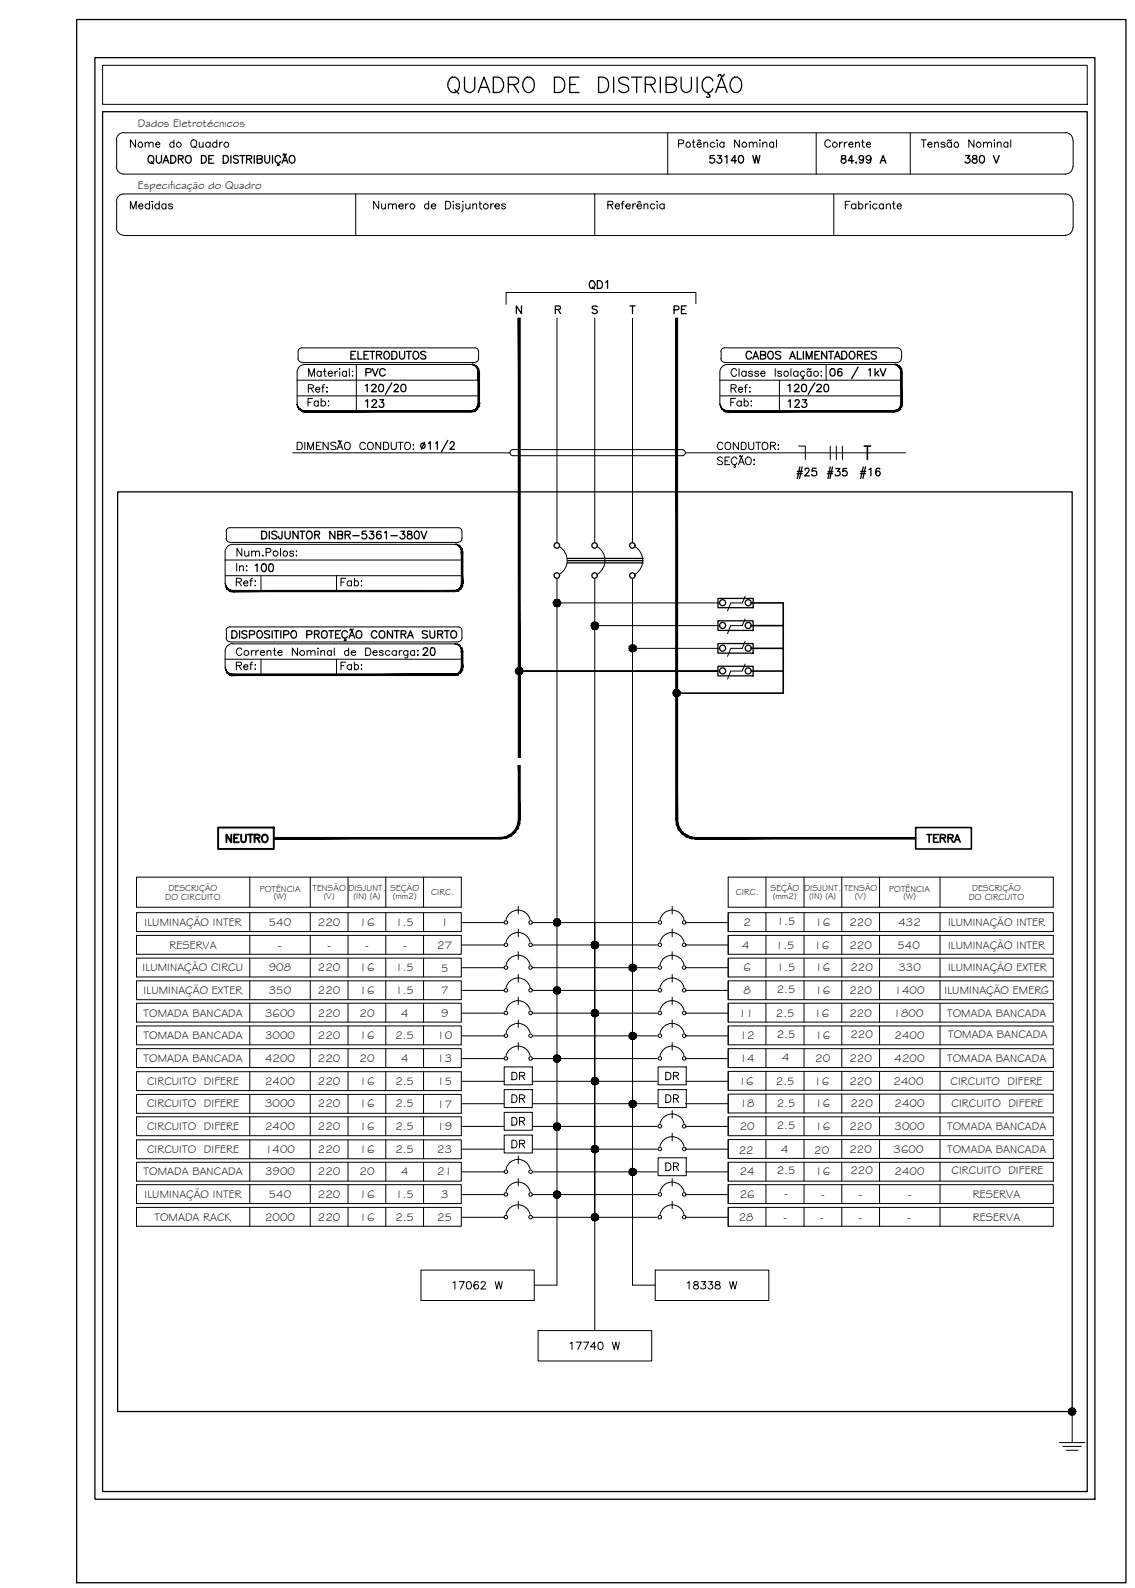 QUADRO DE DISTRIBUIÇÃO
Dados Eletrotécnicos
Nome do Quadro Potência Nominal Corrente Tensão Nominal
QUADRO DE DISTRIBUIÇÃO 53140 W 84.99 A 380 V
Especificação do Quadro
Medidas Numero de Disjuntores Referência Fabricante
QD1
N R S T PE
ELETRODUTOS
Material: PVC
Ref: 120/20
Fab: 123
CABOS ALIMENTADORES
Classe Isolação: 06 / 1kV
Ref: 120/20
Fab: 123
DIMENSÃO CONDUTO: ø11/2
CONDUTOR:
SEÇÃO:
#25 #35 #16
DISJUNTOR NBR-5361-380V
Num.Polos:
In: 100
Ref: Fab:
DISPOSITIPO PROTEÇÃO CONTRA SURTO
Corrente Nominal de Descarga: 20
Ref: Fab:
NEUTRO TERRA
DESCRIÇÃO DO CIRCUITO POTÊNCIA (W) TENSÃO (V) DISJUNT. (IN) (A) SEÇÃO (mm2) CIRC. CIRC. SEÇÃO (mm2) DISJUNT. (IN) (A) TENSÃO (V) POTÊNCIA (W) DESCRIÇÃO DO CIRCUITO
ILUMINAÇÃO INTER 540 220 16 1.5 1 2 1.5 16 220 432 ILUMINAÇÃO INTER
RESERVA - - - - 27 4 1.5 16 220 540 ILUMINAÇÃO INTER
ILUMINAÇÃO CIRCU 908 220 16 1.5 5 6 1.5 16 220 330 ILUMINAÇÃO EXTER
ILUMINAÇÃO EXTER 350 220 16 1.5 7 8 2.5 16 220 1400 ILUMINAÇÃO EMERG
TOMADA BANCADA 3600 220 20 4 9 11 2.5 16 220 1800 TOMADA BANCADA
TOMADA BANCADA 3000 220 16 2.5 10 12 2.5 16 220 2400 TOMADA BANCADA
TOMADA BANCADA 4200 220 20 4 13 14 4 20 220 4200 TOMADA BANCADA
CIRCUITO DIFERE 2400 220 16 2.5 15 DR DR 16 2.5 16 220 2400 CIRCUITO DIFERE
CIRCUITO DIFERE 3000 220 16 2.5 17 DR DR 18 2.5 16 220 2400 CIRCUITO DIFERE
CIRCUITO DIFERE 2400 220 16 2.5 19 DR 20 2.5 16 220 3000 TOMADA BANCADA
CIRCUITO DIFERE 1400 220 16 2.5 23 DR 22 4 20 220 3600 TOMADA BANCADA
TOMADA BANCADA 3900 220 20 4 21 DR 24 2.5 16 220 2400 CIRCUITO DIFERE
ILUMINAÇÃO INTER 540 220 16 1.5 3 26 - - - - RESERVA
TOMADA RACK 2000 220 16 2.5 25 28 - - - - RESERVA
17062 W 18338 W
17740 W